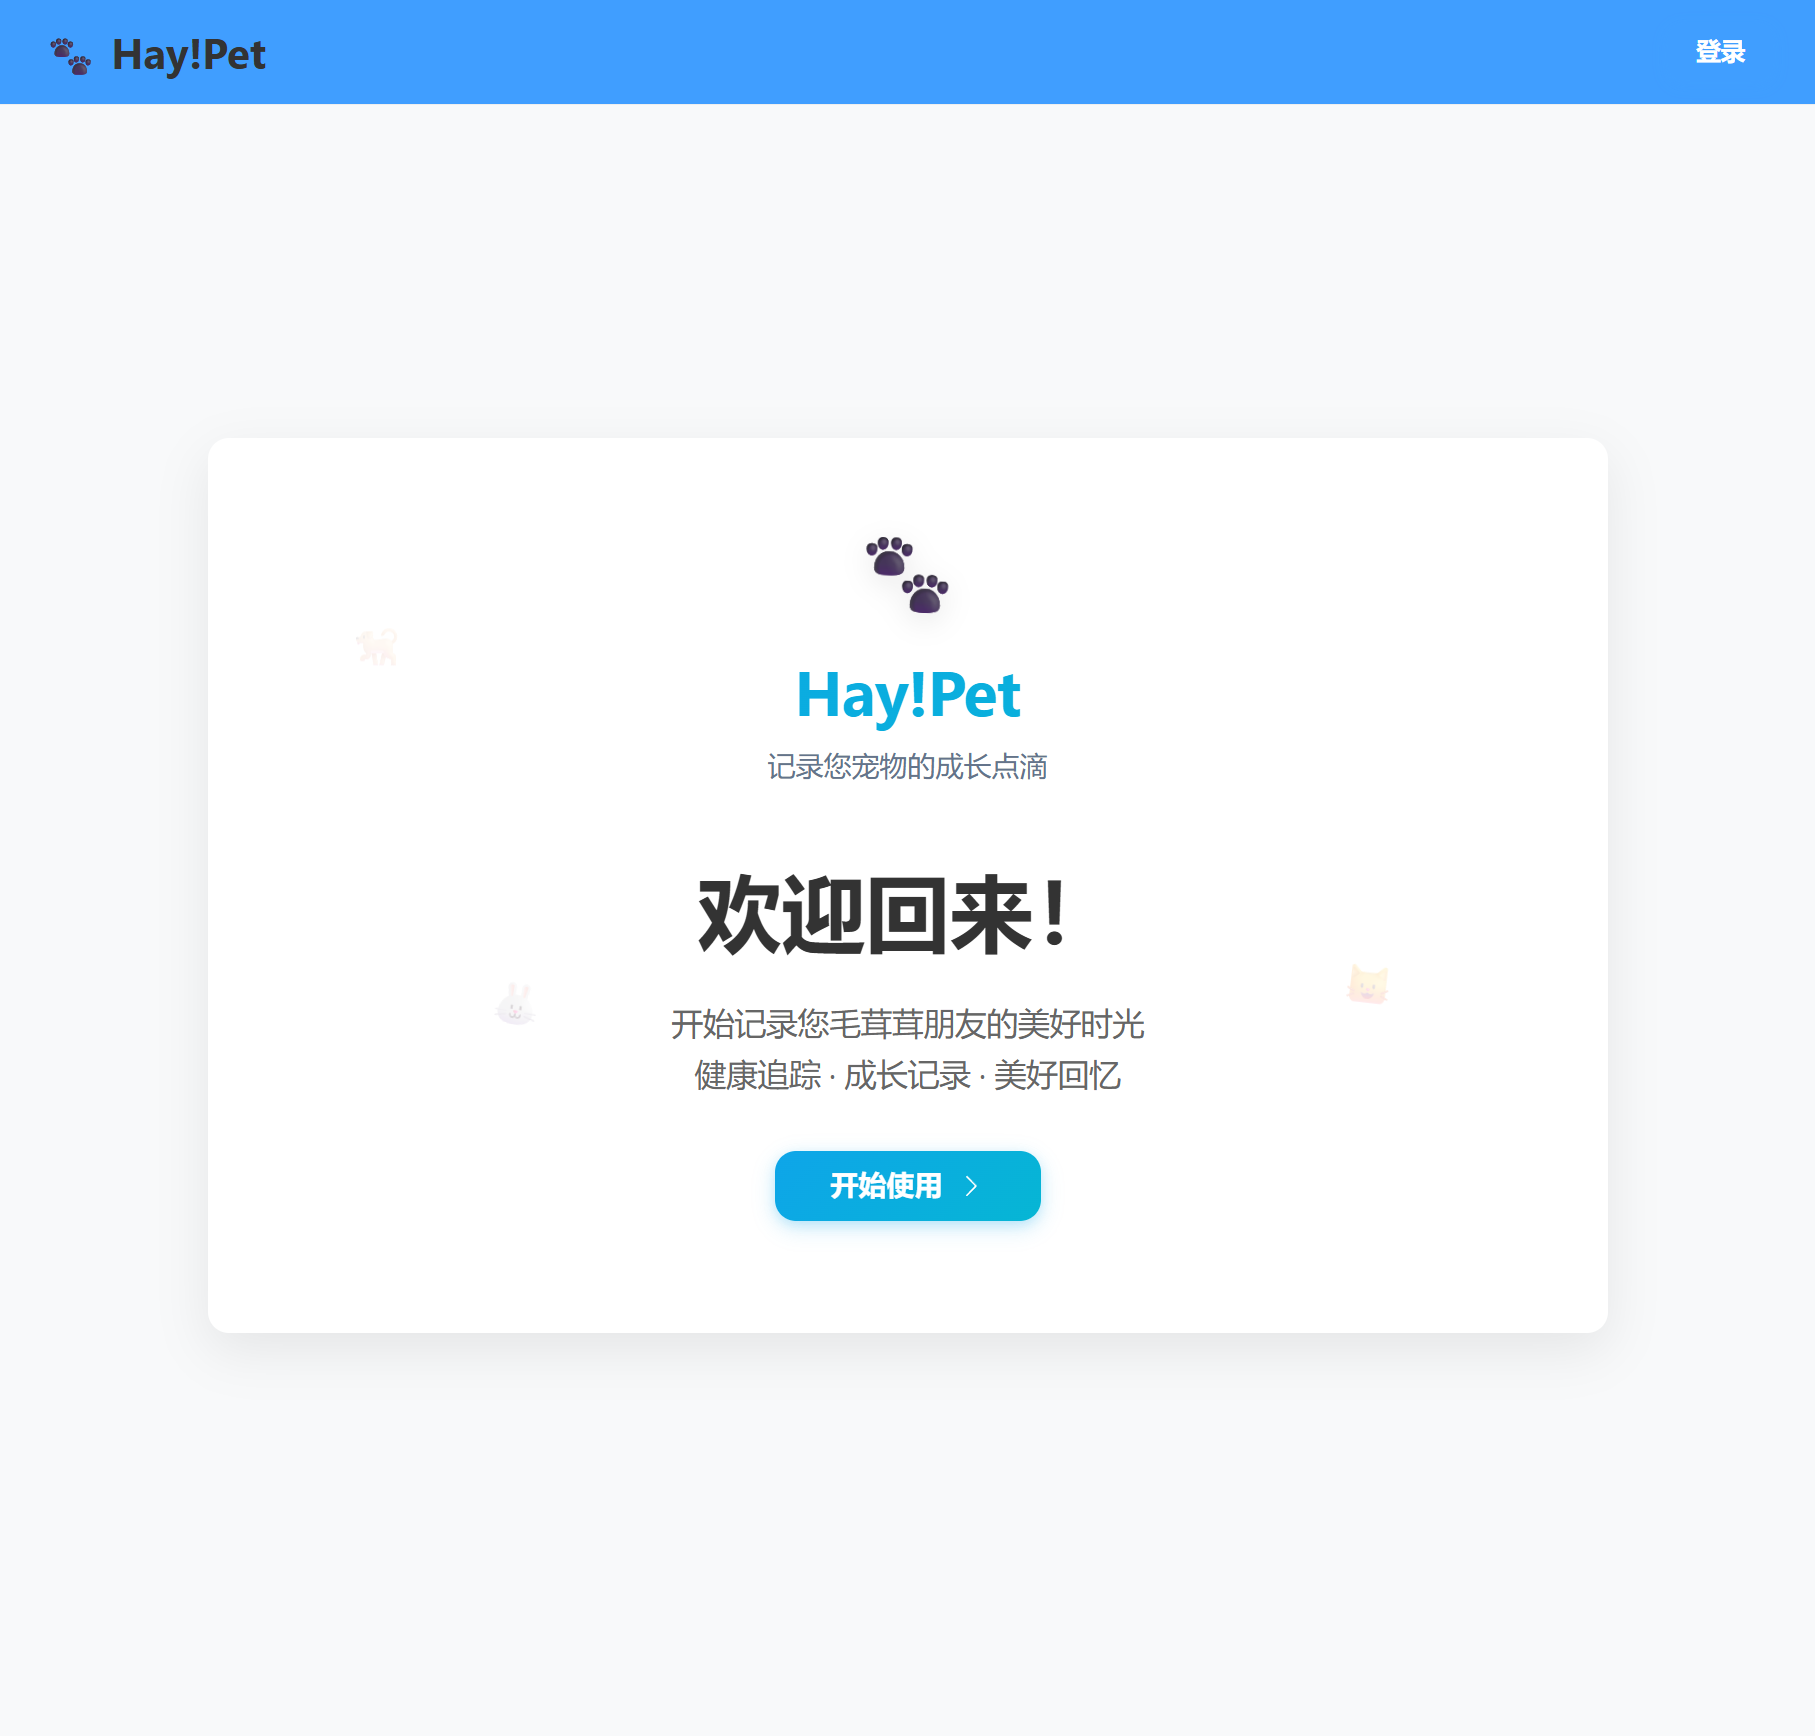 Hay!Pet
登录
Hay!Pet
记录您宠物的成长点滴
欢迎回来！
开始记录您毛茸茸朋友的美好时光
健康追踪 · 成长记录 · 美好回忆
开始使用